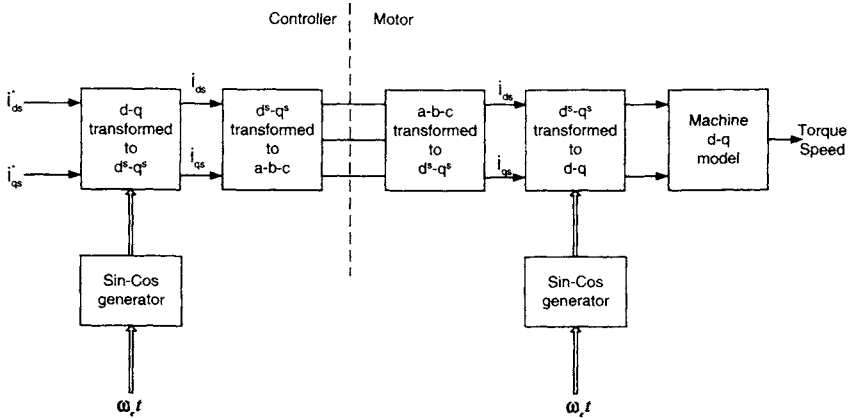 Controller
Motor
i*ds
i*qs
d-q
transformed
to
dˢ-qˢ
ids
iqs
dˢ-qˢ
transformed
to
a-b-c
a-b-c
transformed
to
dˢ-qˢ
ids
iqs
dˢ-qˢ
transformed
to
d-q
Machine
d-q
model
Torque
Speed
Sin-Cos
generator
Sin-Cos
generator
ωₑt
ωₑt